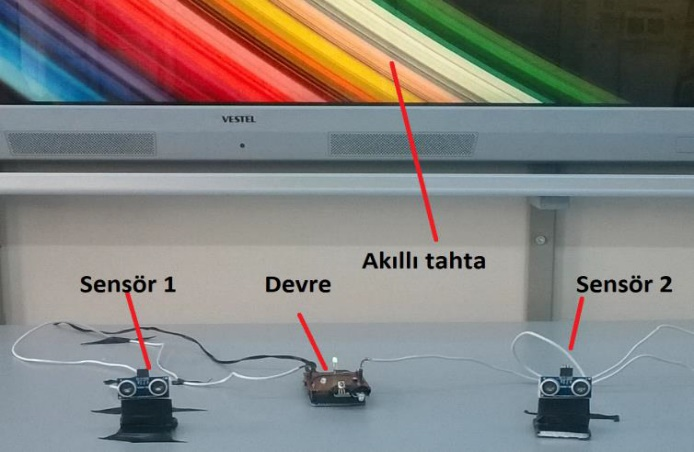 VESTEL
Akıllı tahta
Sensör 1
Devre
Sensör 2